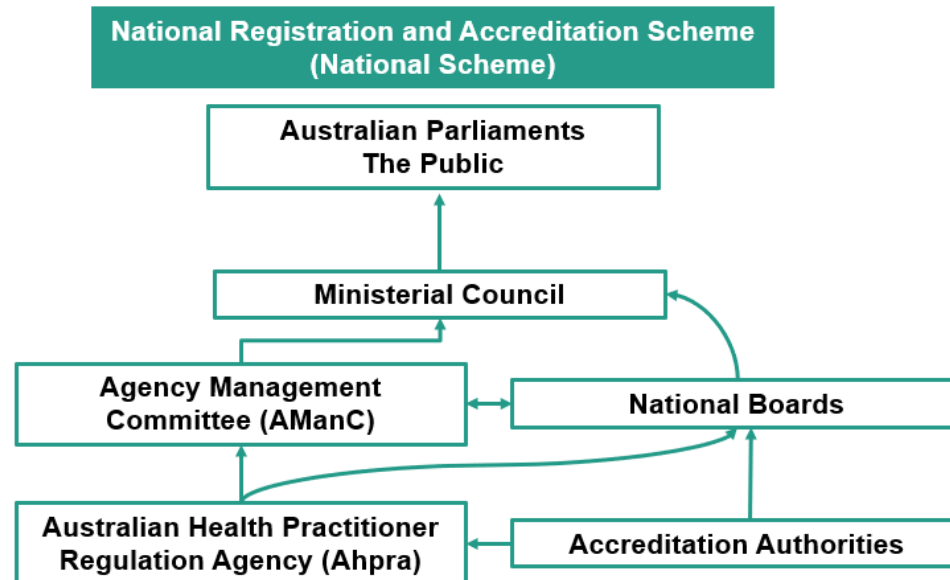 National Registration and Accreditation Scheme
(National Scheme)
Australian Parliaments
The Public
Ministerial Council
Agency Management
Committee (AManC)
National Boards
Australian Health Practitioner
Regulation Agency (Ahpra)
Accreditation Authorities